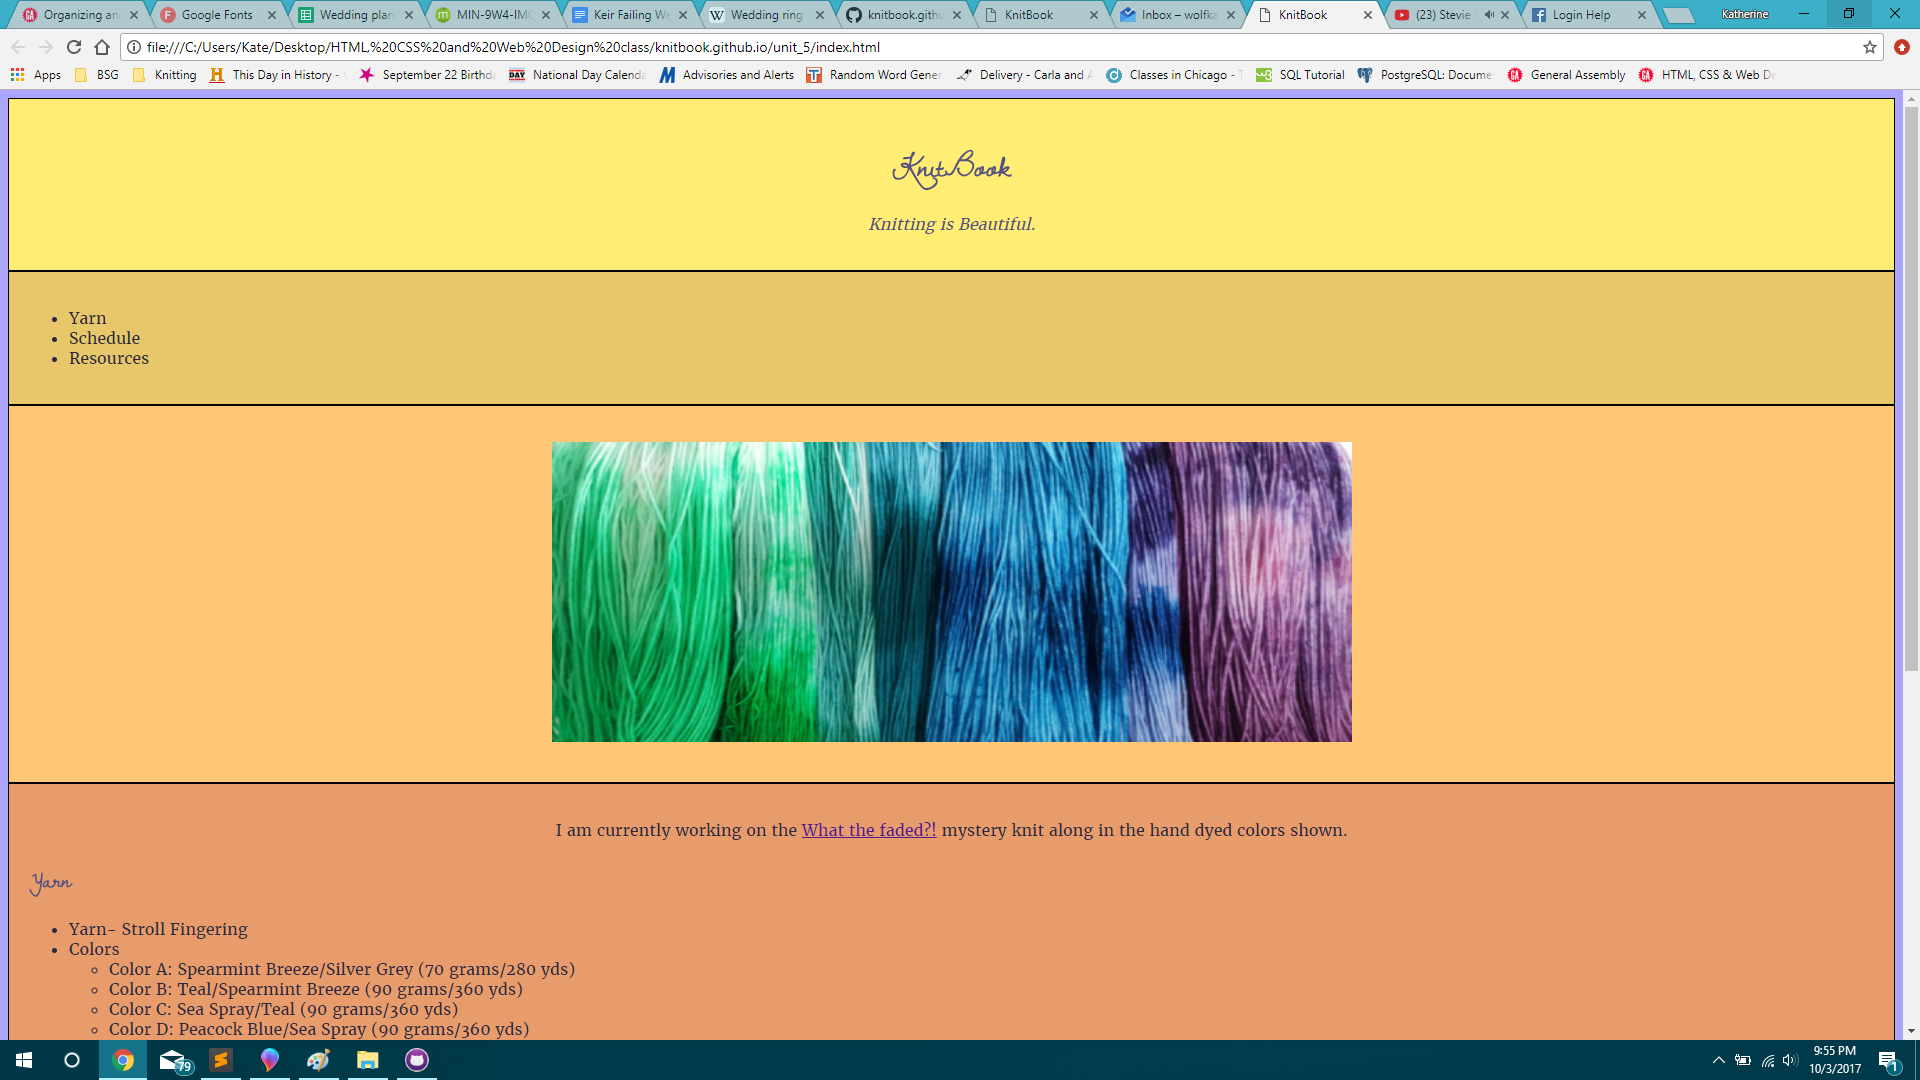 Organizing an
Google Fonts
Wedding plan
MIN-9W4-IM
Keir Failing We
Wedding ring
knitbook.githu
KnitBook
Inbox – wolfk
KnitBook
(23) Stevie
Login Help
Katherine
file:///C:/Users/Kate/Desktop/HTML,%20CSS%20and%20Web%20Design%20class/knitbook.github.io/unit_5/index.html
Apps
BSG
Knitting
This Day in History -
September 22 Birthd
National Day Calenda
Advisories and Alerts
Random Word Gener
Delivery - Carla and
Classes in Chicago -
SQL Tutorial
PostgreSQL: Docume
General Assembly
HTML, CSS & Web D
KnitBook
Knitting is Beautiful.
• Yarn
• Schedule
• Resources
I am currently working on the What the faded?! mystery knit along in the hand dyed colors shown.
Yarn
• Yarn- Stroll Fingering
• Colors
◦ Color A: Spearmint Breeze/Silver Grey (70 grams/280 yds)
◦ Color B: Teal/Spearmint Breeze (90 grams/360 yds)
◦ Color C: Sea Spray/Teal (90 grams/360 yds)
◦ Color D: Peacock Blue/Sea Spray (90 grams/360 yds)
79
9:55 PM
10/3/2017
1